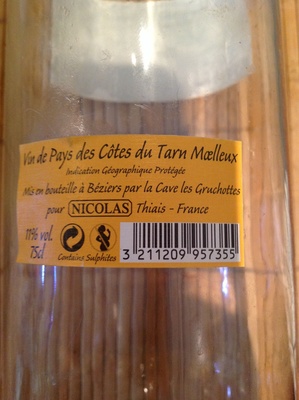 Vin de Pays des Côtes du Tarn Mœlleux
Indication Géographique Protégée
Mis en bouteille à Béziers par la Cave les Gruchottes
pour NICOLAS Thiais - France
11% vol
75cl
Contains Sulphites
3 211209 957355